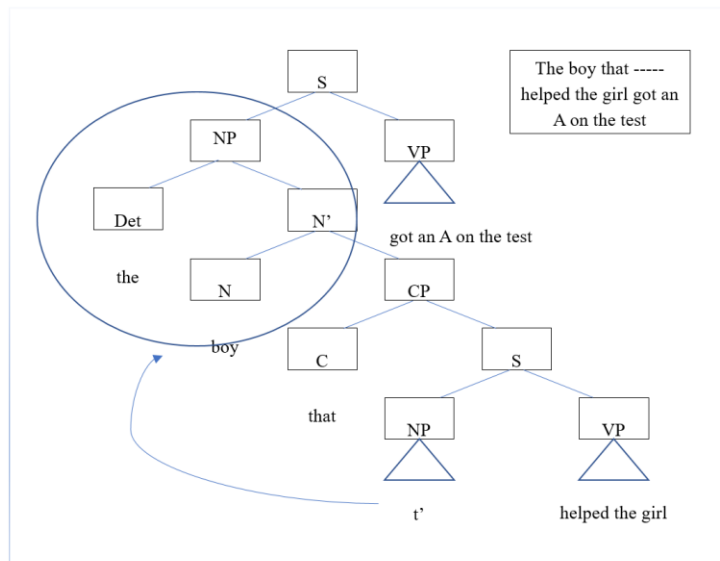 S
The boy that -----
helped the girl got an
A on the test
NP
VP
Det
N’
got an A on the test
the
N
CP
boy
C
S
that
NP
VP
t’
helped the girl